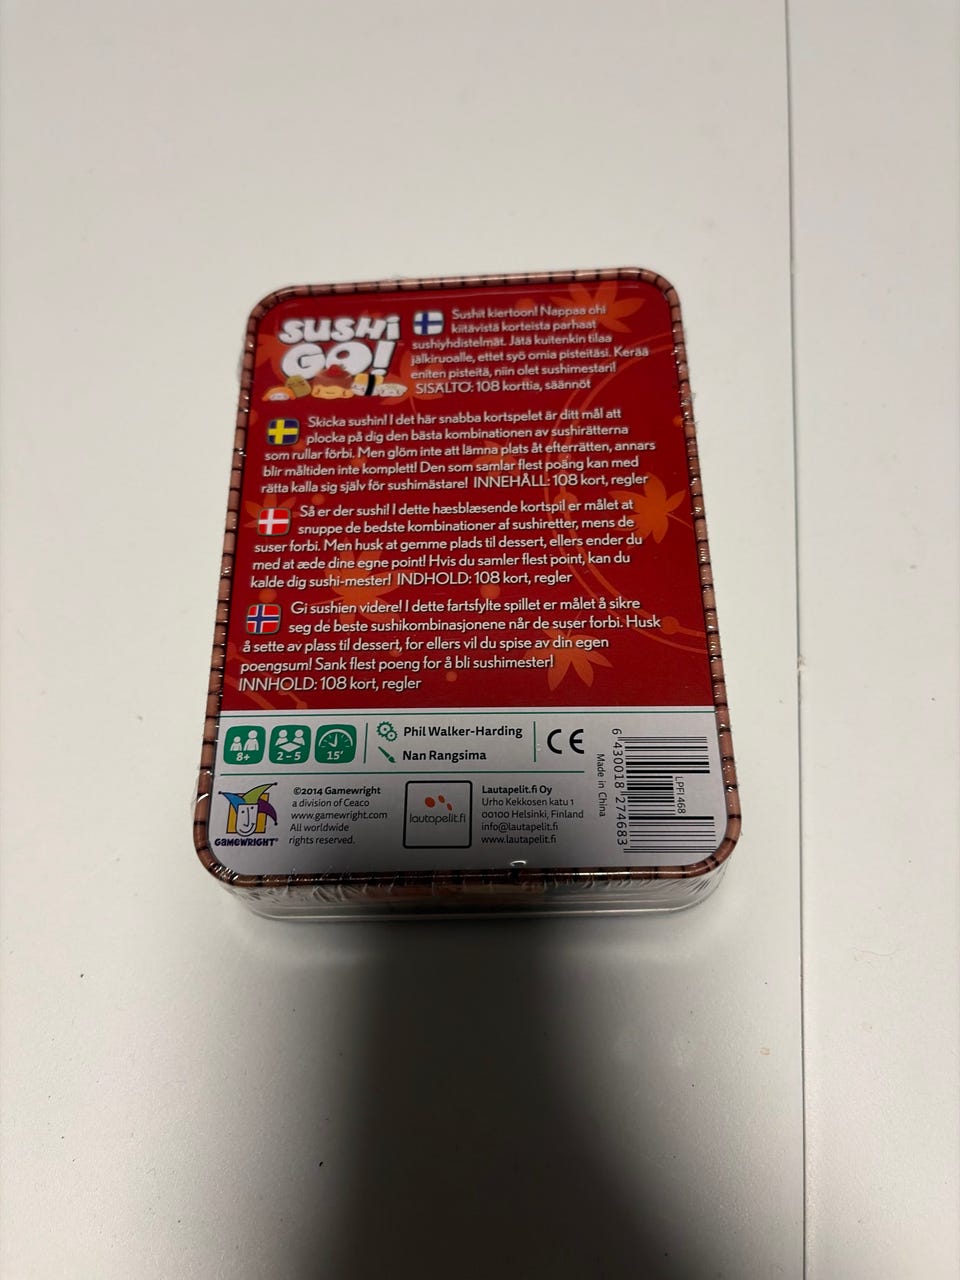 SUSHI
GO!
Sushit kiertoon! Nappaa ohi
kiitävistä korteista parhaat
sushiyhdistelmät. Jätä kuitenkin tilaa
jälkiruoalle, ettet syö omia pisteitäsi. Kerää
eniten pisteitä, niin olet sushimestari!
SISÄLTÖ: 108 korttia, säännöt
Skicka sushin! I det här snabba kortspelet är ditt mål att
plocka på dig den bästa kombinationen av sushirätterna
som rullar förbi. Men glöm inte att lämna plats åt efterrätten, annars
blir måltiden inte komplett! Den som samlar flest poäng kan med
rätta kalla sig själv för sushimästare! INNEHÅLL: 108 kort, regler
Så er der sushi! I dette hæsblæsende kortspil er målet at
snuppe de bedste kombinationer af sushiretter, mens de
suser forbi. Men husk at gemme plads til dessert, ellers ender du
med at æde dine egne point! Hvis du samler flest point, kan du
kalde dig sushi-mester! INDHOLD: 108 kort, regler
Gi sushien videre! I dette fartsfylte spillet er målet å sikre
seg de beste sushikombinasjonene når de suser forbi. Husk
å sette av plass til dessert, for ellers vil du spise av din egen
poengsum! Sank flest poeng for å bli sushimester!
INNHOLD: 108 kort, regler
8+
2-5
15'
Phil Walker-Harding
Nan Rangsima
CE
GAMEWRIGHT®
©2014 Gamewright
a division of Ceaco
www.gamewright.com
All worldwide
rights reserved.
lautapelit.fi
Lautapelit.fi Oy
Urho Kekkosen katu 1
00100 Helsinki, Finland
info@lautapelit.fi
www.lautapelit.fi
Made in China
6 430018 274683
LPFI468